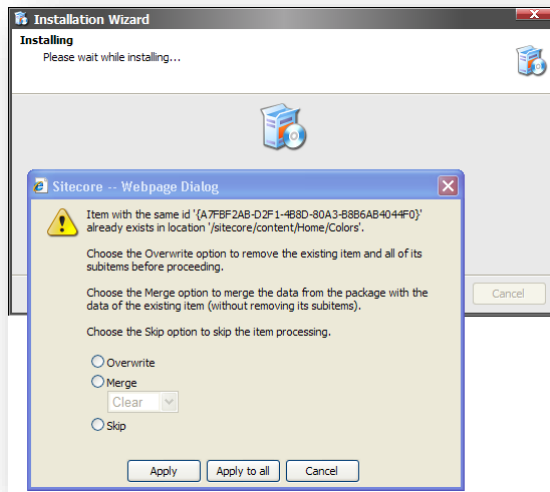 Installation Wizard
Installing
Please wait while installing...
Sitecore -- Webpage Dialog
Item with the same id '{A7FBF2AB-D2F1-4B8D-80A3-B8B6AB4044F0}'
already exists in location '/sitecore/content/Home/Colors'.
Choose the Overwrite option to remove the existing item and all of its
subitems before proceeding.
Choose the Merge option to merge the data from the package with the
data of the existing item (without removing its subitems).
Choose the Skip option to skip the item processing.
Overwrite
Merge
Clear
Skip
Apply
Apply to all
Cancel
Cancel